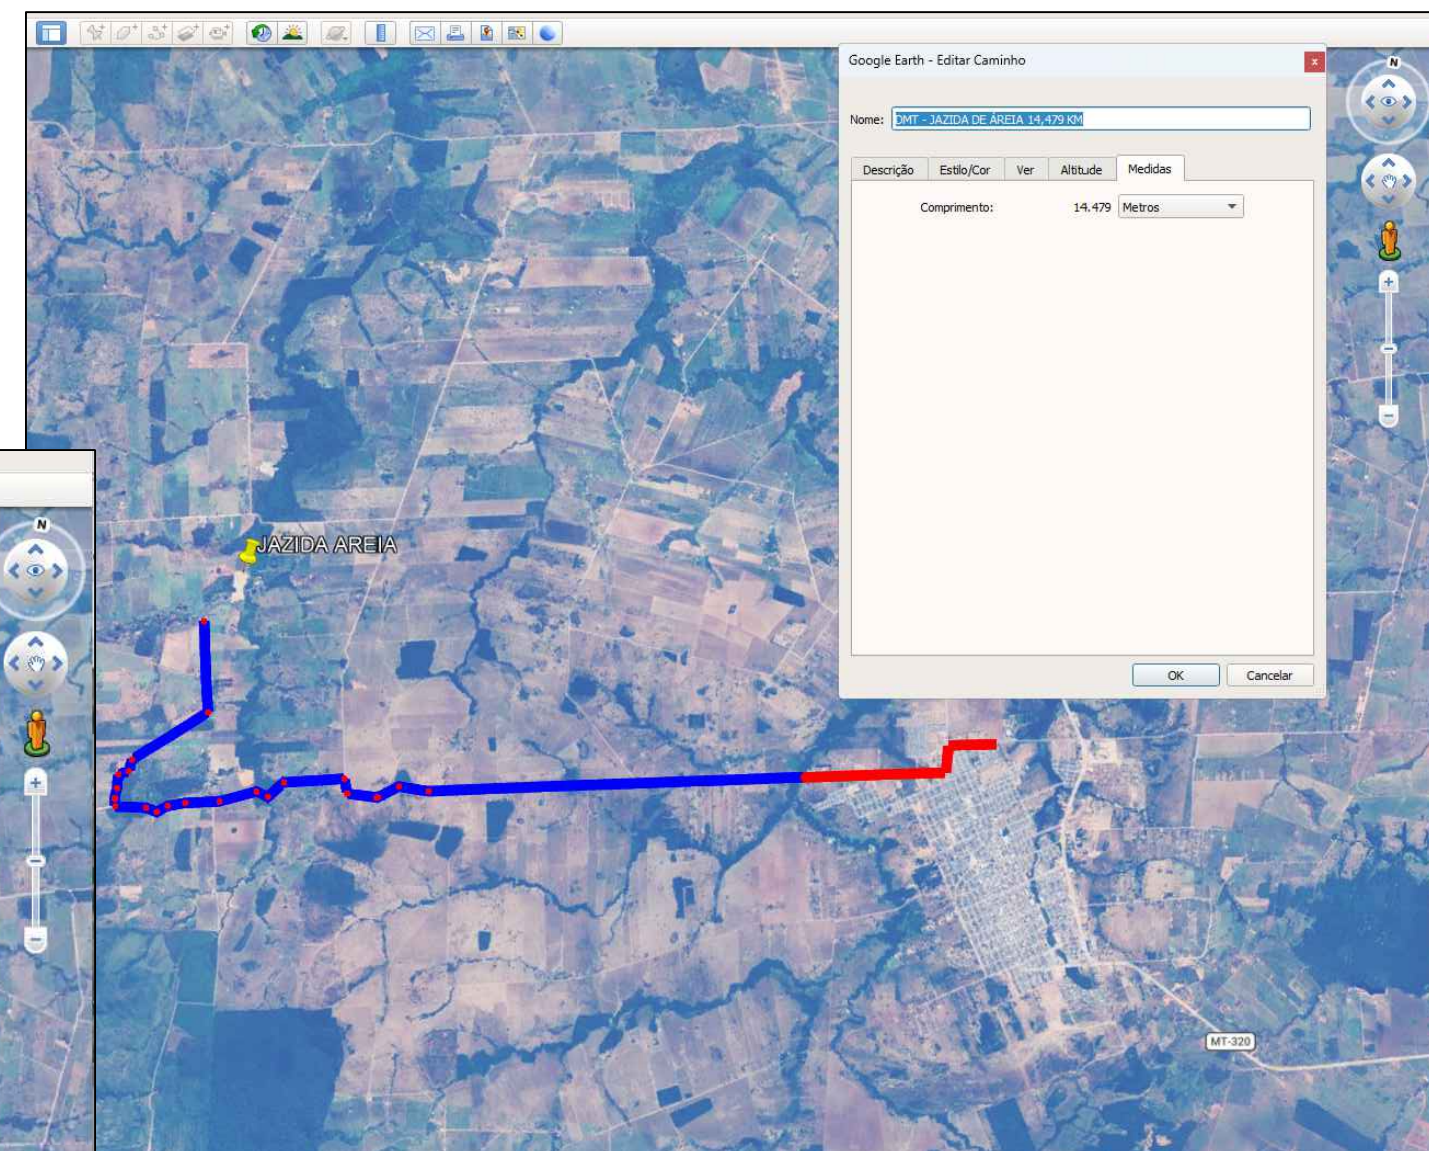 Google Earth - Editar Caminho
x
N
Nome: DMT - JAZIDA DE ÁREIA 14,479 KM
Descrição Estilo/Cor Ver Altitude Medidas
Comprimento: 14.479 Metros
N
JAZIDA AREIA
OK Cancelar
MT-320